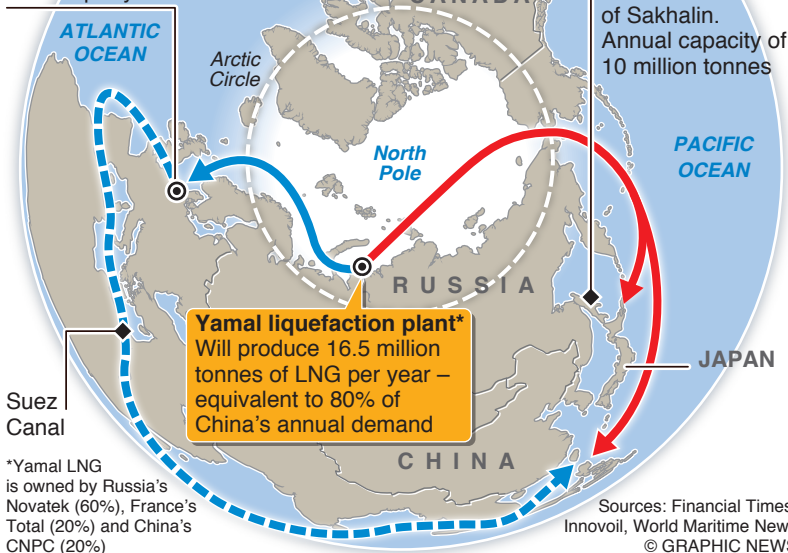 CANADA
of Sakhalin.
Annual capacity of
10 million tonnes
ATLANTIC
OCEAN
Arctic
Circle
North
Pole
PACIFIC
OCEAN
RUSSIA
Yamal liquefaction plant*
Will produce 16.5 million
tonnes of LNG per year –
equivalent to 80% of
China's annual demand
JAPAN
Suez
Canal
CHINA
*Yamal LNG
is owned by Russia's
Novatek (60%), France's
Total (20%) and China's
CNPC (20%)
Sources: Financial Times
Innovoil, World Maritime New
© GRAPHIC NEWS